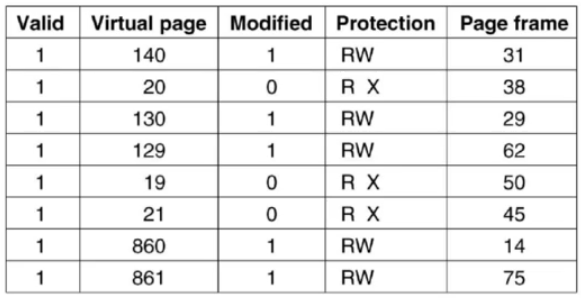 Valid Virtual page Modified Protection Page frame
1 140 1 RW 31
1 20 0 R X 38
1 130 1 RW 29
1 129 1 RW 62
1 19 0 R X 50
1 21 0 R X 45
1 860 1 RW 14
1 861 1 RW 75